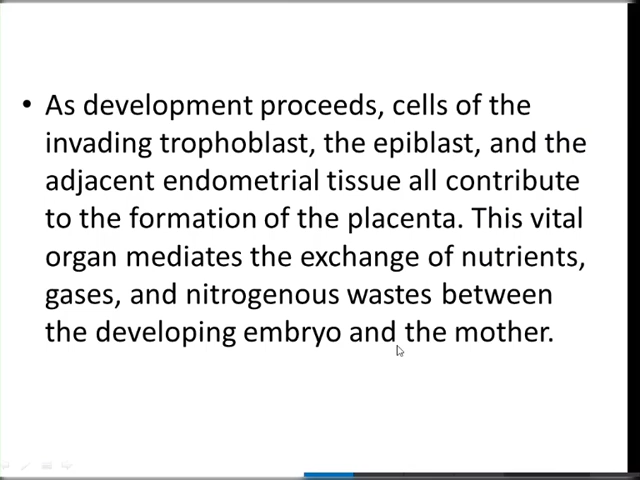 • As development proceeds, cells of the
invading trophoblast, the epiblast, and the
adjacent endometrial tissue all contribute
to the formation of the placenta. This vital
organ mediates the exchange of nutrients,
gases, and nitrogenous wastes between
the developing embryo and the mother.